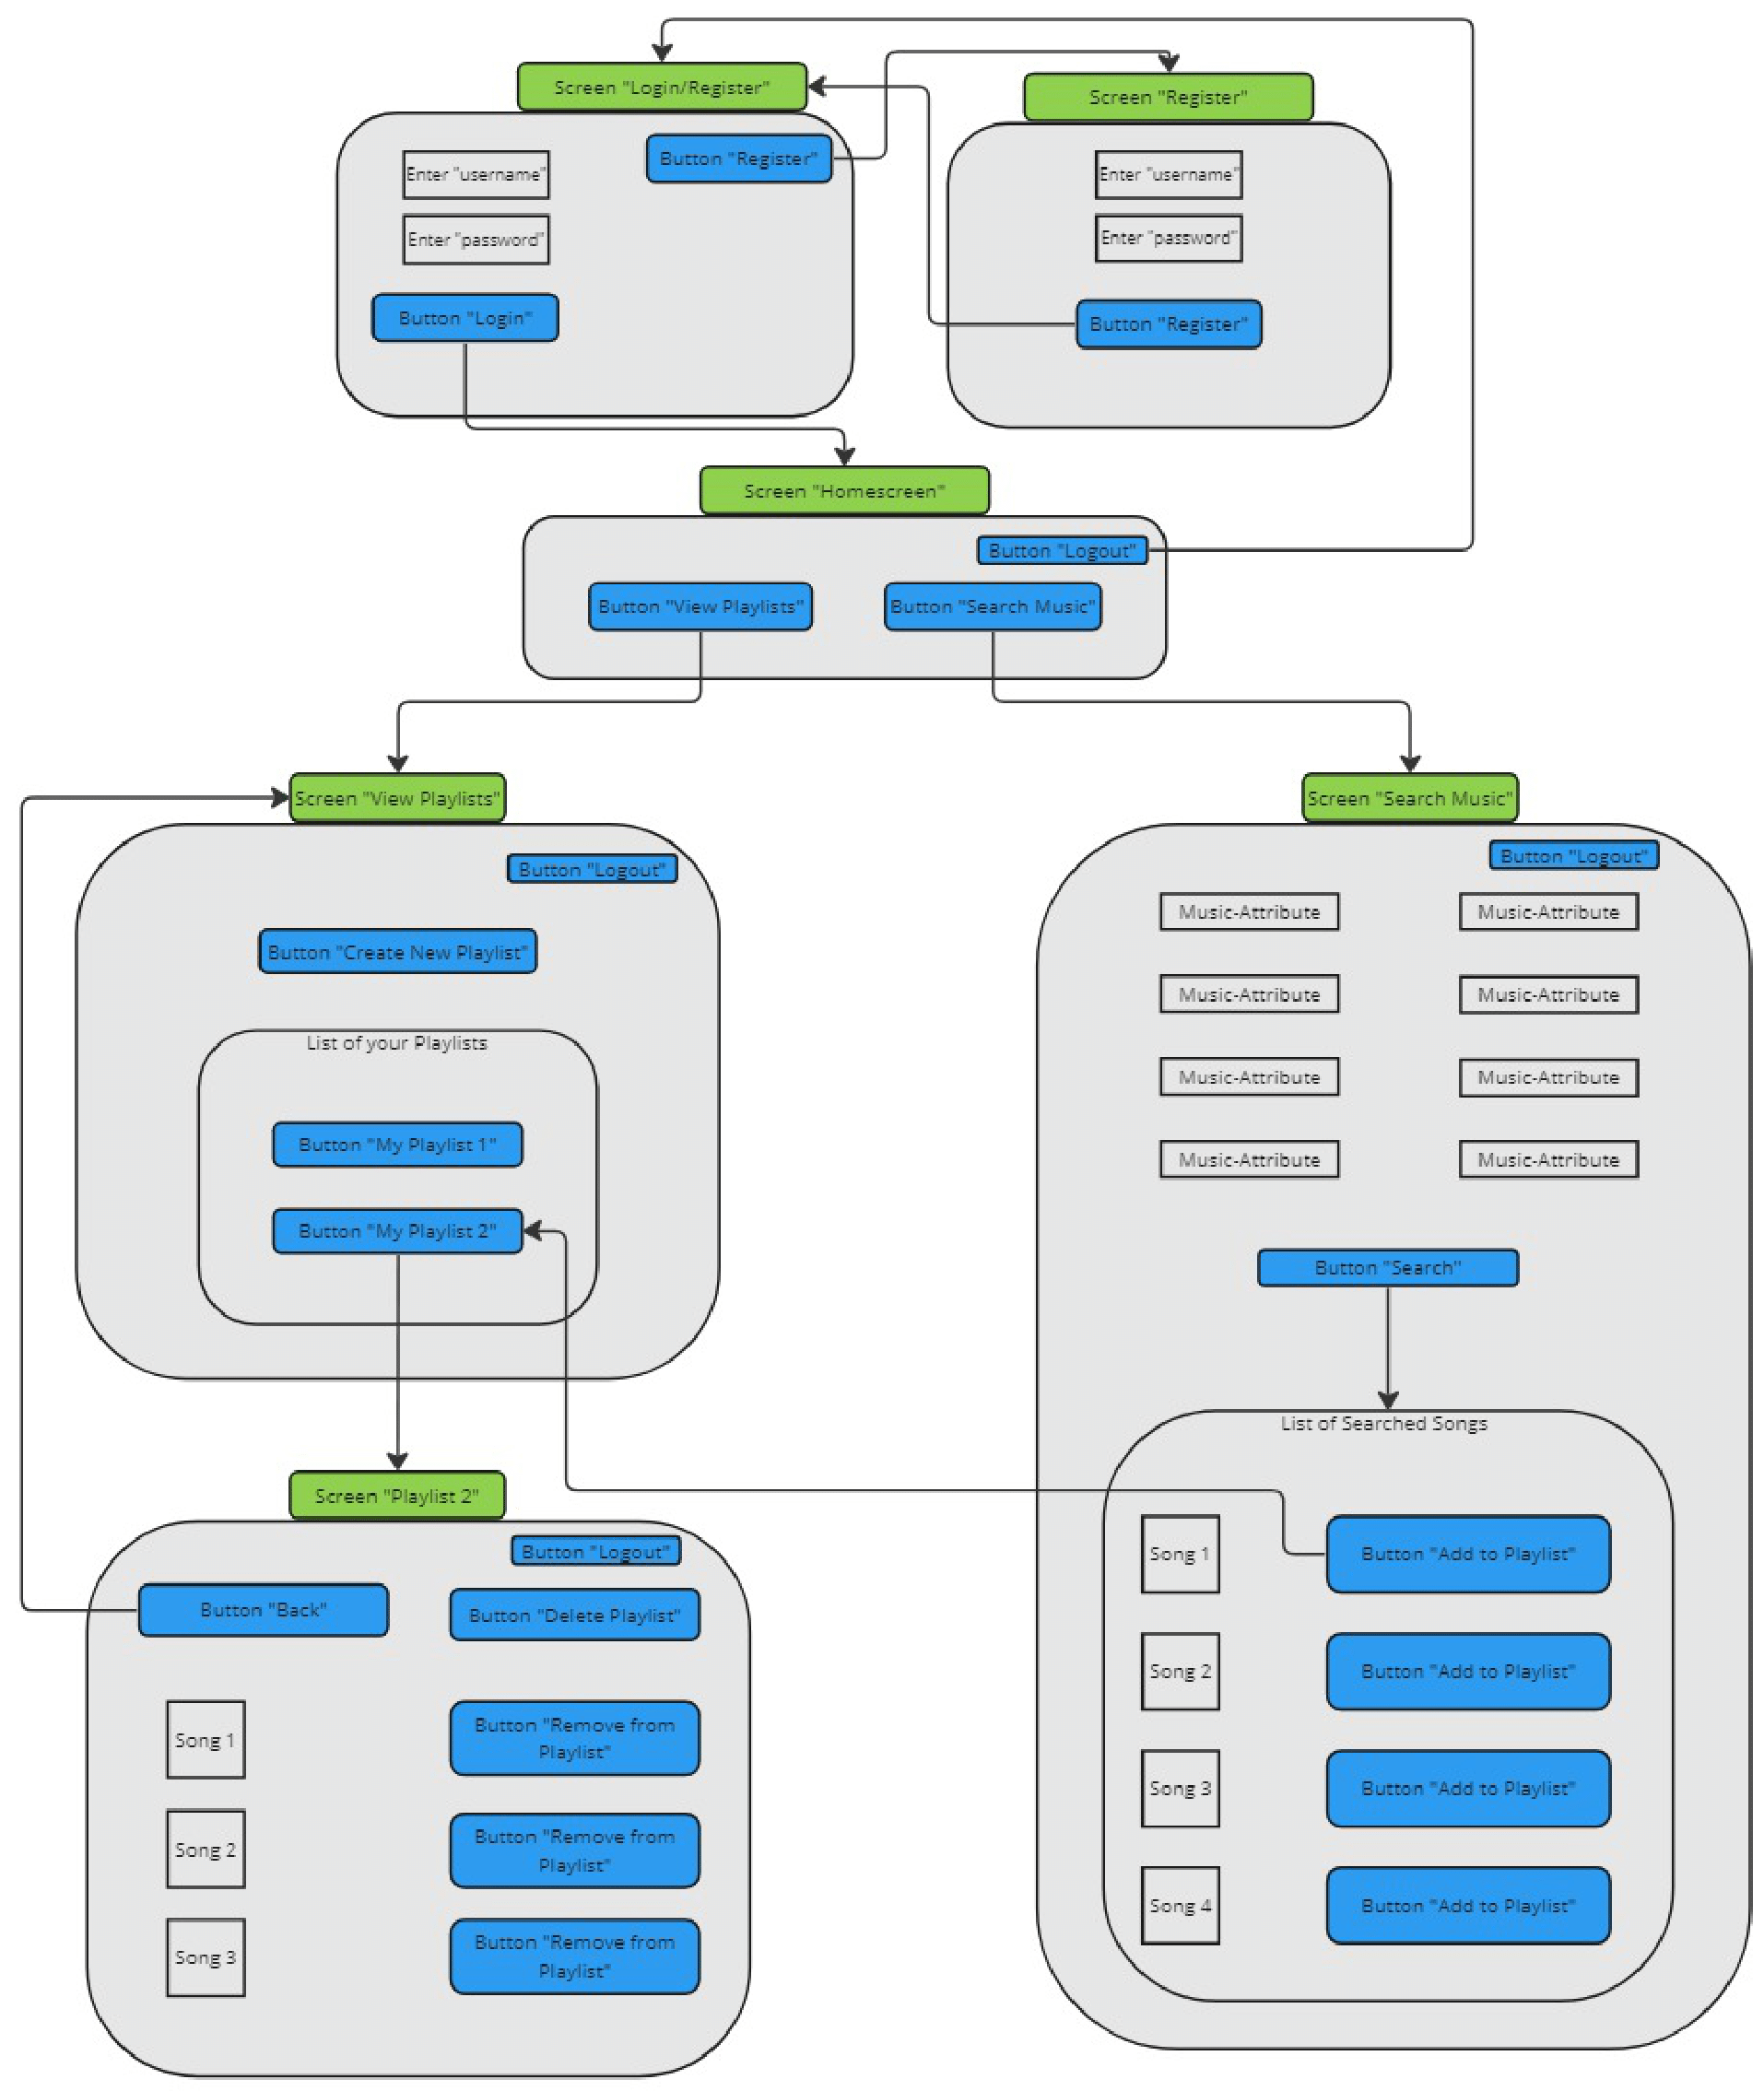 Screen "Login/Register"
Button "Register"
Enter "username"
Enter "password"
Button "Login"
Screen "Register"
Enter "username"
Enter "password"
Button "Register"
Screen "Homescreen"
Button "Logout"
Button "View Playlists"
Button "Search Music"
Screen "View Playlists"
Button "Logout"
Button "Create New Playlist"
List of your Playlists
Button "My Playlist 1"
Button "My Playlist 2"
Screen "Playlist 2"
Button "Logout"
Button "Back"
Button "Delete Playlist"
Song 1
Button "Remove from
Playlist"
Song 2
Button "Remove from
Playlist"
Song 3
Button "Remove from
Playlist"
Screen "Search Music"
Button "Logout"
Music-Attribute
Music-Attribute
Music-Attribute
Music-Attribute
Music-Attribute
Music-Attribute
Music-Attribute
Music-Attribute
Button "Search"
List of Searched Songs
Song 1
Button "Add to Playlist"
Song 2
Button "Add to Playlist"
Song 3
Button "Add to Playlist"
Song 4
Button "Add to Playlist"